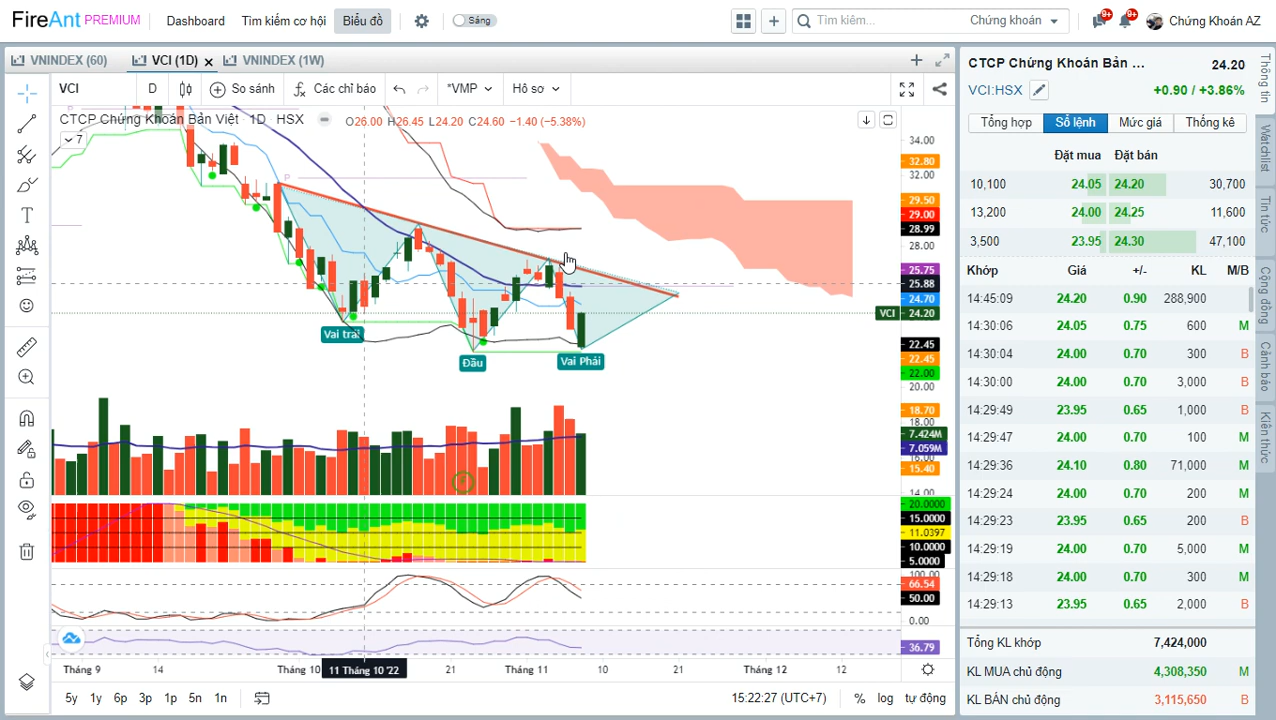 FireAnt PREMIUM Dashboard Tìm kiếm cơ hội Biểu đồ Sáng Tìm kiếm... Chứng khoán 9+ 9+ Chứng Khoán AZ
VNINDEX (60) VCI (1D) VNINDEX (1W)
VCI D So sánh Các chỉ báo *VMP Hồ sơ
CTCP Chứng Khoán Bản Việt 1D HSX O26.00 H26.45 L24.20 C24.60 −1.40 (−5.38%)
7
P
Vai trái
Đầu
Vai Phải
34.00
32.80
32.00
29.50
29.00
28.99
28.00
25.75
25.88
24.70
VCI 24.20
22.45
22.45
22.00
20.00
18.70
7.424M
7.059M
16.00
15.40
14.00
20.0000
15.0000
11.0397
10.0000
5.0000
100.00
66.54
50.00
0.00
36.79
Tháng 9 14 Tháng 10 11 Tháng 10 '22 21 Tháng 11 10 21 Tháng 12 12
5y 1y 6p 3p 1p 5n 1n 15:22:27 (UTC+7) % log tự động
CTCP Chứng Khoán Bản ... 24.20
VCI:HSX +0.90 / +3.86%
Tổng hợp Sổ lệnh Mức giá Thống kê
Đặt mua Đặt bán
10,100 24.05 24.20 30,700
13,200 24.00 24.25 11,600
3,500 23.95 24.30 47,100
Khớp Giá +/- KL M/B
14:45:09 24.20 0.90 288,900
14:30:06 24.05 0.75 600 M
14:30:04 24.00 0.70 300 B
14:30:00 24.00 0.70 3,000 B
14:29:49 23.95 0.65 1,000 B
14:29:47 24.00 0.70 100 M
14:29:36 24.10 0.80 71,000 M
14:29:24 24.00 0.70 200 M
14:29:23 23.95 0.65 200 B
14:29:19 24.00 0.70 5,000 M
14:29:18 24.00 0.70 300 M
14:29:13 23.95 0.65 2,000 B
Tổng KL khớp 7,424,000
KL MUA chủ động 4,308,350 M
KL BÁN chủ động 3,115,650 B
Thông tin
Watchlist
Tin tức
Cộng đồng
Cảnh báo
Kiến thức